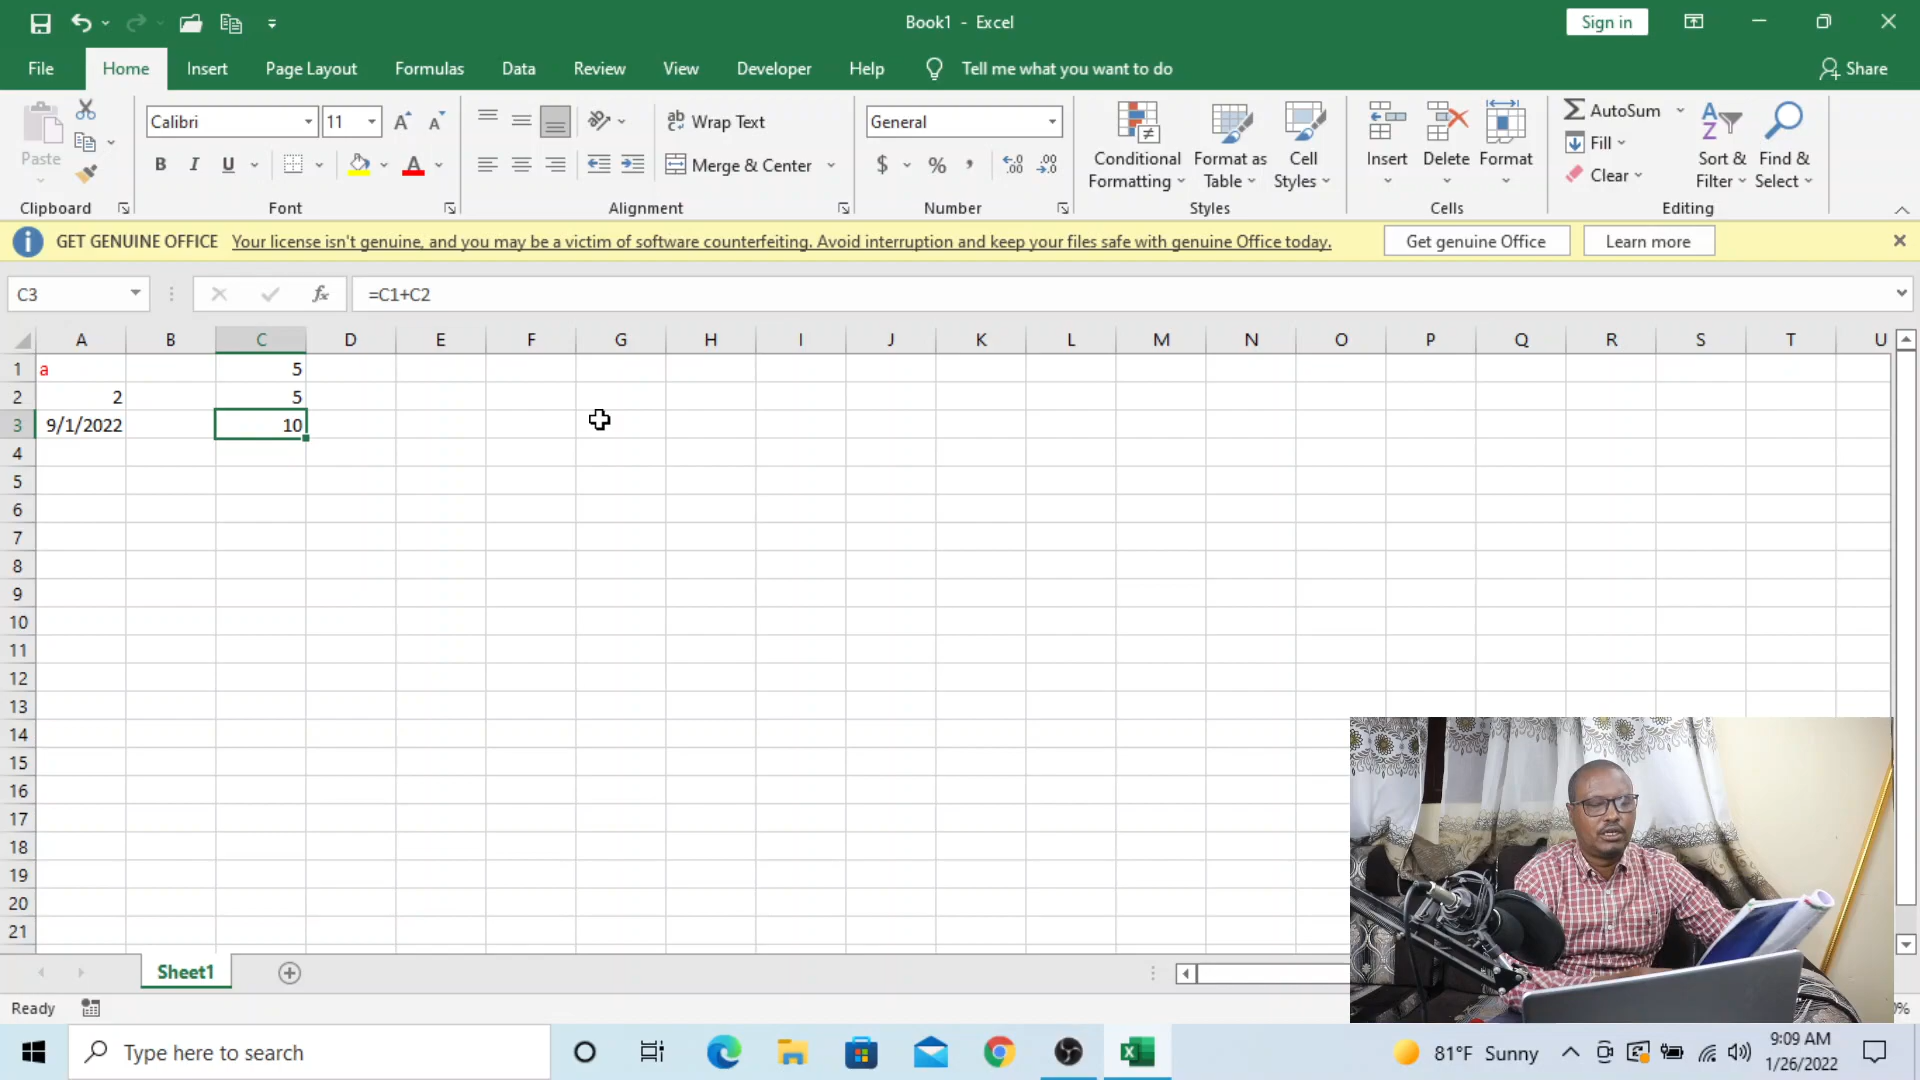 Book1 - Excel
Sign in
File Home Insert Page Layout Formulas Data Review View Developer Help Tell me what you want to do Share
Paste
Clipboard
Calibri 11
B I U A
Font
ab Wrap Text
Merge & Center
Alignment
General
$ % ,
Number
Conditional Formatting
Format as Table
Cell Styles
Styles
Insert Delete Format
Cells
AutoSum
Fill
Clear
Sort & Filter
Find & Select
Editing
GET GENUINE OFFICE Your license isn't genuine, and you may be a victim of software counterfeiting. Avoid interruption and keep your files safe with genuine Office today. Get genuine Office Learn more
C3 fx =C1+C2
A B C D E F G H I J K L M N O P Q R S T U
1 a 5
2 2 5
3 9/1/2022 10
4
5
6
7
8
9
10
11
12
13
14
15
16
17
18
19
20
21
Sheet1
Ready
Type here to search
81°F Sunny
9:09 AM
1/26/2022